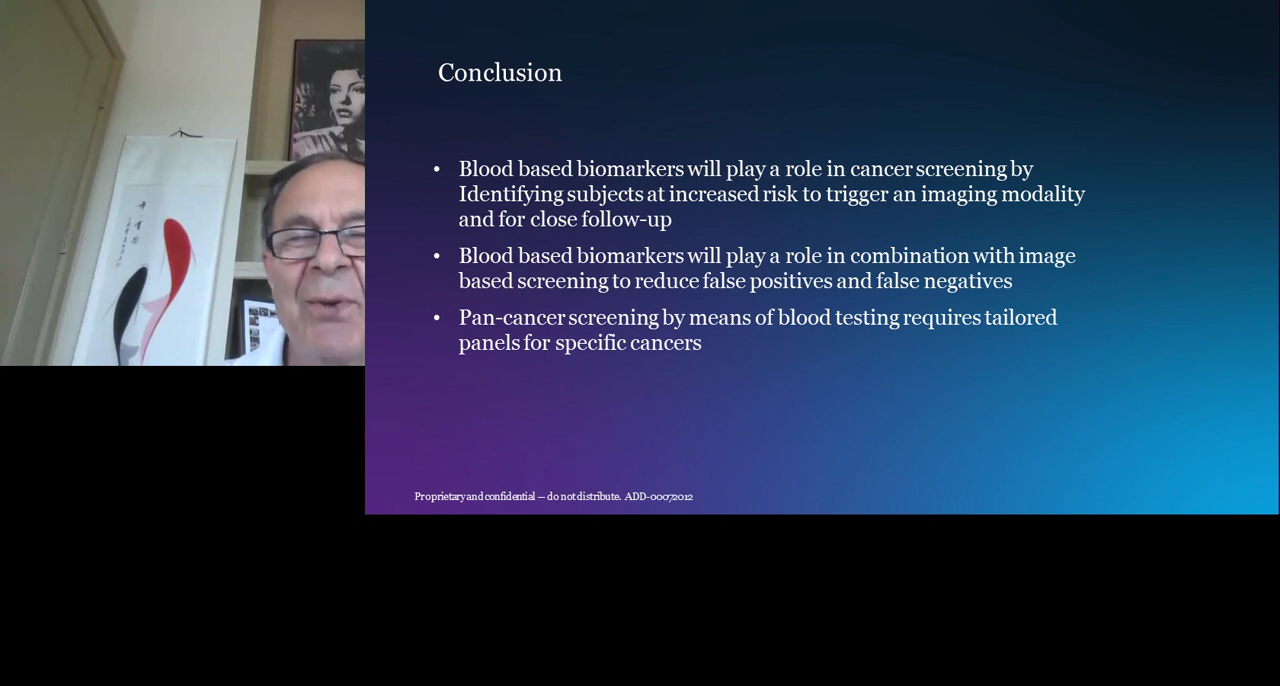 Conclusion
• Blood based biomarkers will play a role in cancer screening by
Identifying subjects at increased risk to trigger an imaging modality
and for close follow-up
• Blood based biomarkers will play a role in combination with image
based screening to reduce false positives and false negatives
• Pan-cancer screening by means of blood testing requires tailored
panels for specific cancers
Proprietary and confidential — do not distribute. ADD-00072012